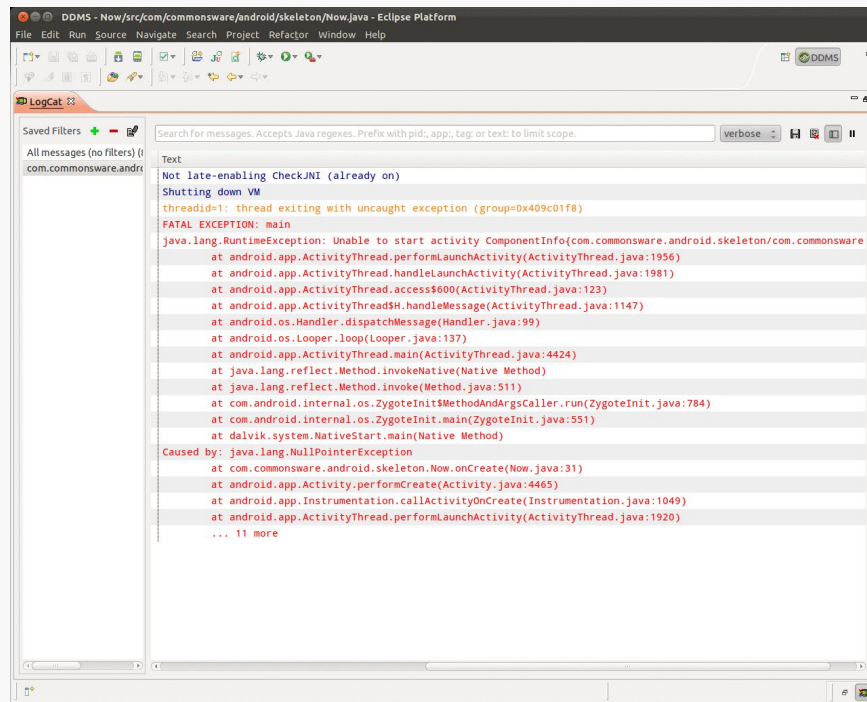 DDMS - Now/src/com/commonsware/android/skeleton/Now.java - Eclipse Platform
File Edit Run Source Navigate Search Project Refactor Window Help
DDMS
LogCat
Saved Filters
Search for messages. Accepts Java regexes. Prefix with pid:, app:, tag: or text: to limit scope.
verbose
All messages (no filters) (
com.commonsware.andro
Text
Not late-enabling CheckJNI (already on)
Shutting down VM
threadid=1: thread exiting with uncaught exception (group=0x409c01f8)
FATAL EXCEPTION: main
java.lang.RuntimeException: Unable to start activity ComponentInfo{com.commonsware.android.skeleton/com.commonsware
at android.app.ActivityThread.performLaunchActivity(ActivityThread.java:1956)
at android.app.ActivityThread.handleLaunchActivity(ActivityThread.java:1981)
at android.app.ActivityThread.access$600(ActivityThread.java:123)
at android.app.ActivityThread$H.handleMessage(ActivityThread.java:1147)
at android.os.Handler.dispatchMessage(Handler.java:99)
at android.os.Looper.loop(Looper.java:137)
at android.app.ActivityThread.main(ActivityThread.java:4424)
at java.lang.reflect.Method.invokeNative(Native Method)
at java.lang.reflect.Method.invoke(Method.java:511)
at com.android.internal.os.ZygoteInit$MethodAndArgsCaller.run(ZygoteInit.java:784)
at com.android.internal.os.ZygoteInit.main(ZygoteInit.java:551)
at dalvik.system.NativeStart.main(Native Method)
Caused by: java.lang.NullPointerException
at com.commonsware.android.skeleton.Now.onCreate(Now.java:31)
at android.app.Activity.performCreate(Activity.java:4465)
at android.app.Instrumentation.callActivityOnCreate(Instrumentation.java:1049)
at android.app.ActivityThread.performLaunchActivity(ActivityThread.java:1920)
... 11 more